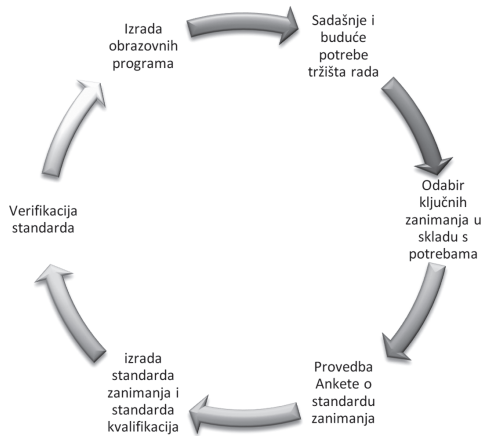 Sadašnje i
buduće
potrebe
tržišta rada
Odabir
ključnih
zanimanja u
skladu s
potrebama
Provedba
Ankete o
standardu
zanimanja
izrada
standarda
zanimanja i
standarda
kvalifikacija
Verifikacija
standarda
Izrada
obrazovnih
programa